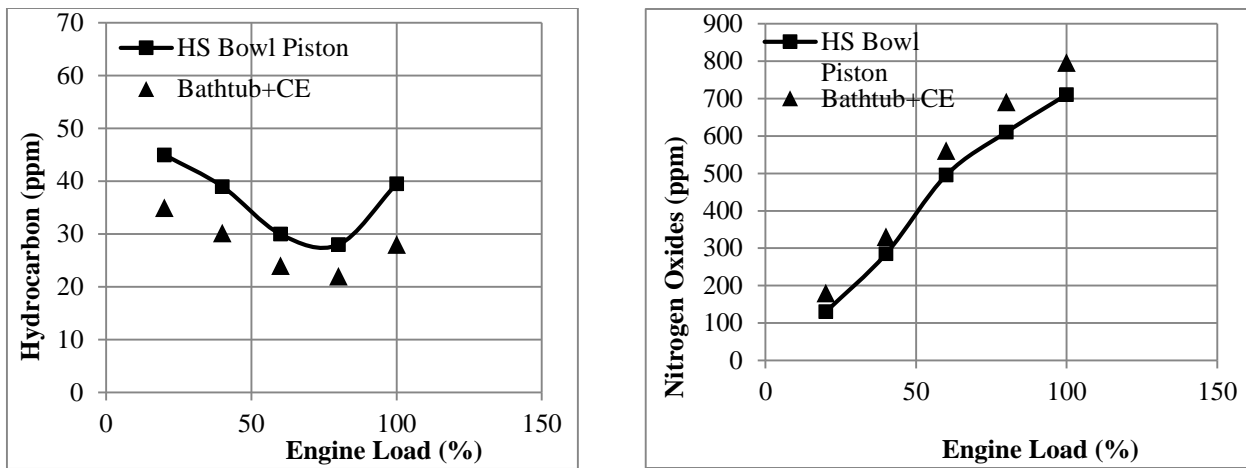 70
60
50
40
30
20
10
0
0
50
100
150
Hydrocarbon (ppm)
Engine Load (%)
HS Bowl Piston
Bathtub+CE
900
800
700
600
500
400
300
200
100
0
0
50
100
150
Nitrogen Oxides (ppm)
Engine Load (%)
HS Bowl
Piston
Bathtub+CE